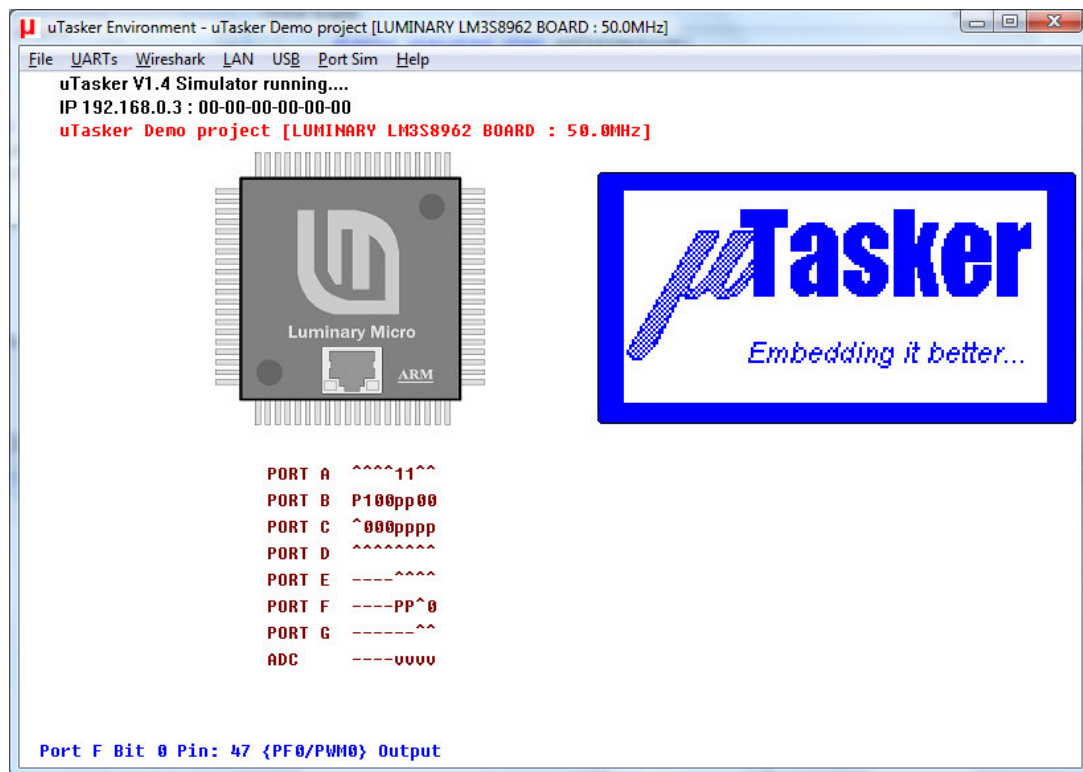 uTasker Environment - uTasker Demo project [LUMINARY LM3S8962 BOARD : 50.0MHz]
File UARTs Wireshark LAN USB Port Sim Help
uTasker V1.4 Simulator running....
IP 192.168.0.3 : 00-00-00-00-00-00
uTasker Demo project [LUMINARY LM3S8962 BOARD : 50.0MHz]
Luminary Micro
ARM
µTasker
Embedding it better...
PORT A ^^^^11^^
PORT B P100pp00
PORT C ^000pppp
PORT D ^^^^^^^^
PORT E ----^^^^
PORT F ----PP^0
PORT G ------^^
ADC ----vvvv
Port F Bit 0 Pin: 47 {PF0/PWM0} Output